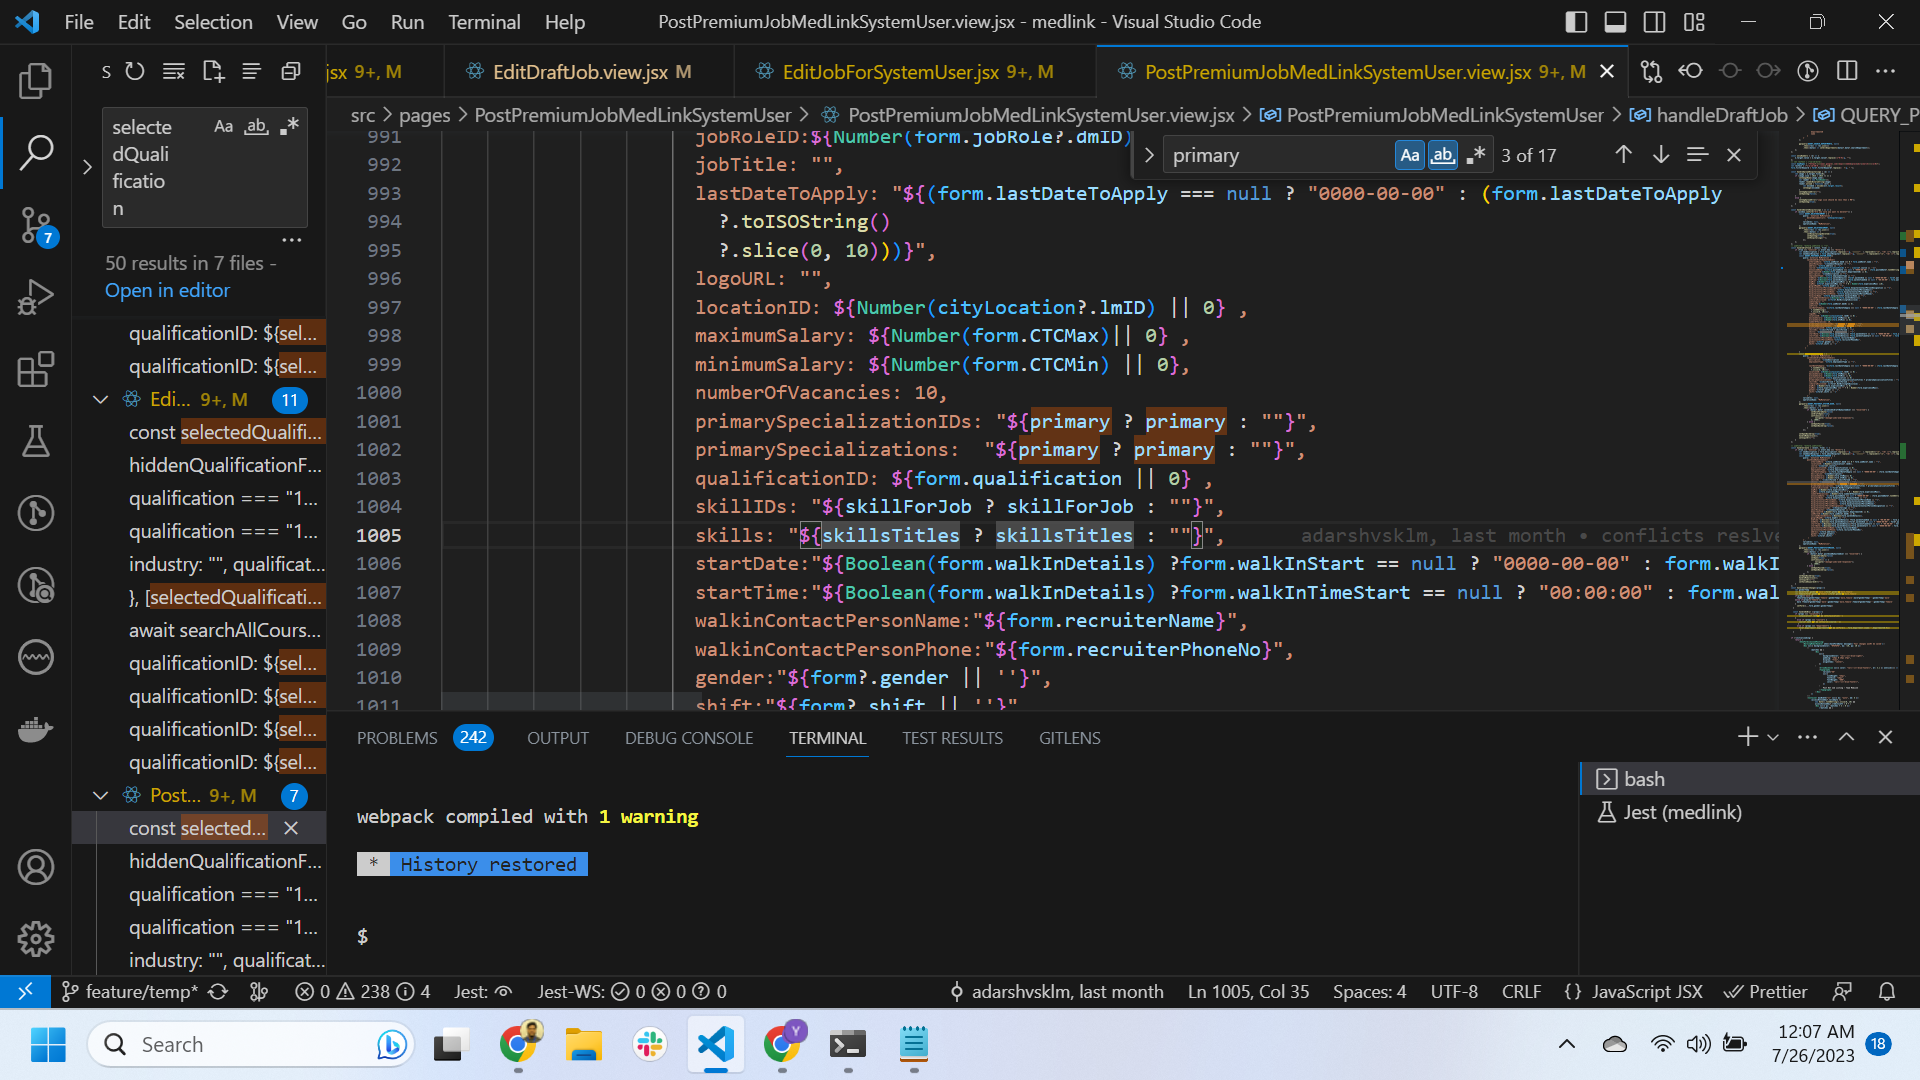 File Edit Selection View Go Run Terminal Help
PostPremiumJobMedLinkSystemUser.view.jsx - medlink - Visual Studio Code
S
jsx 9+, M
EditDraftJob.view.jsx M
EditJobForSystemUser.jsx 9+, M
PostPremiumJobMedLinkSystemUser.view.jsx 9+, M
selecte
dQuali
ficatio
n
Aa ab .*
50 results in 7 files -
Open in editor
qualificationID: ${sel...
qualificationID: ${sel...
Edi... 9+, M 11
const selectedQualifi...
hiddenQualificationF...
qualification === "1...
qualification === "1...
industry: "", qualificat...
}, [selectedQualificati...
await searchAllCours...
qualificationID: ${sel...
qualificationID: ${sel...
qualificationID: ${sel...
qualificationID: ${sel...
Post... 9+, M 7
const selected...
hiddenQualificationF...
qualification === "1...
qualification === "1...
industry: "", qualificat...
7
src > pages > PostPremiumJobMedLinkSystemUser > PostPremiumJobMedLinkSystemUser.view.jsx > PostPremiumJobMedLinkSystemUser > handleDraftJob > QUERY_P
primary Aa ab .* 3 of 17
991 jobRoleID:${Number(form.jobRole?.dmID)
992 jobTitle: "",
993 lastDateToApply: "${(form.lastDateToApply === null ? "0000-00-00" : (form.lastDateToApply
994 ?.toISOString()
995 ?.slice(0, 10)))}",
996 logoURL: "",
997 locationID: ${Number(cityLocation?.lmID) || 0} ,
998 maximumSalary: ${Number(form.CTCMax)|| 0} ,
999 minimumSalary: ${Number(form.CTCMin) || 0},
1000 numberOfVacancies: 10,
1001 primarySpecializationIDs: "${primary ? primary : ""}",
1002 primarySpecializations:  "${primary ? primary : ""}",
1003 qualificationID: ${form.qualification || 0} ,
1004 skillIDs: "${skillForJob ? skillForJob : ""}",
1005 skills: "${skillsTitles ? skillsTitles : ""}", adarshvsklm, last month • conflicts reslve
1006 startDate:"${Boolean(form.walkInDetails) ?form.walkInStart == null ? "0000-00-00" : form.walkI
1007 startTime:"${Boolean(form.walkInDetails) ?form.walkInTimeStart == null ? "00:00:00" : form.wal
1008 walkinContactPersonName:"${form.recruiterName}",
1009 walkinContactPersonPhone:"${form.recruiterPhoneNo}",
1010 gender:"${form?.gender || ''}",
1011 shift:"${form?.shift || ''}"
PROBLEMS 242 OUTPUT DEBUG CONSOLE TERMINAL TEST RESULTS GITLENS
webpack compiled with 1 warning
* History restored
$
bash
Jest (medlink)
feature/temp* 0 238 4 Jest: Jest-WS: 0 0 0 adarshvsklm, last month Ln 1005, Col 35 Spaces: 4 UTF-8 CRLF {} JavaScript JSX Prettier
Search
Y
12:07 AM
7/26/2023
18